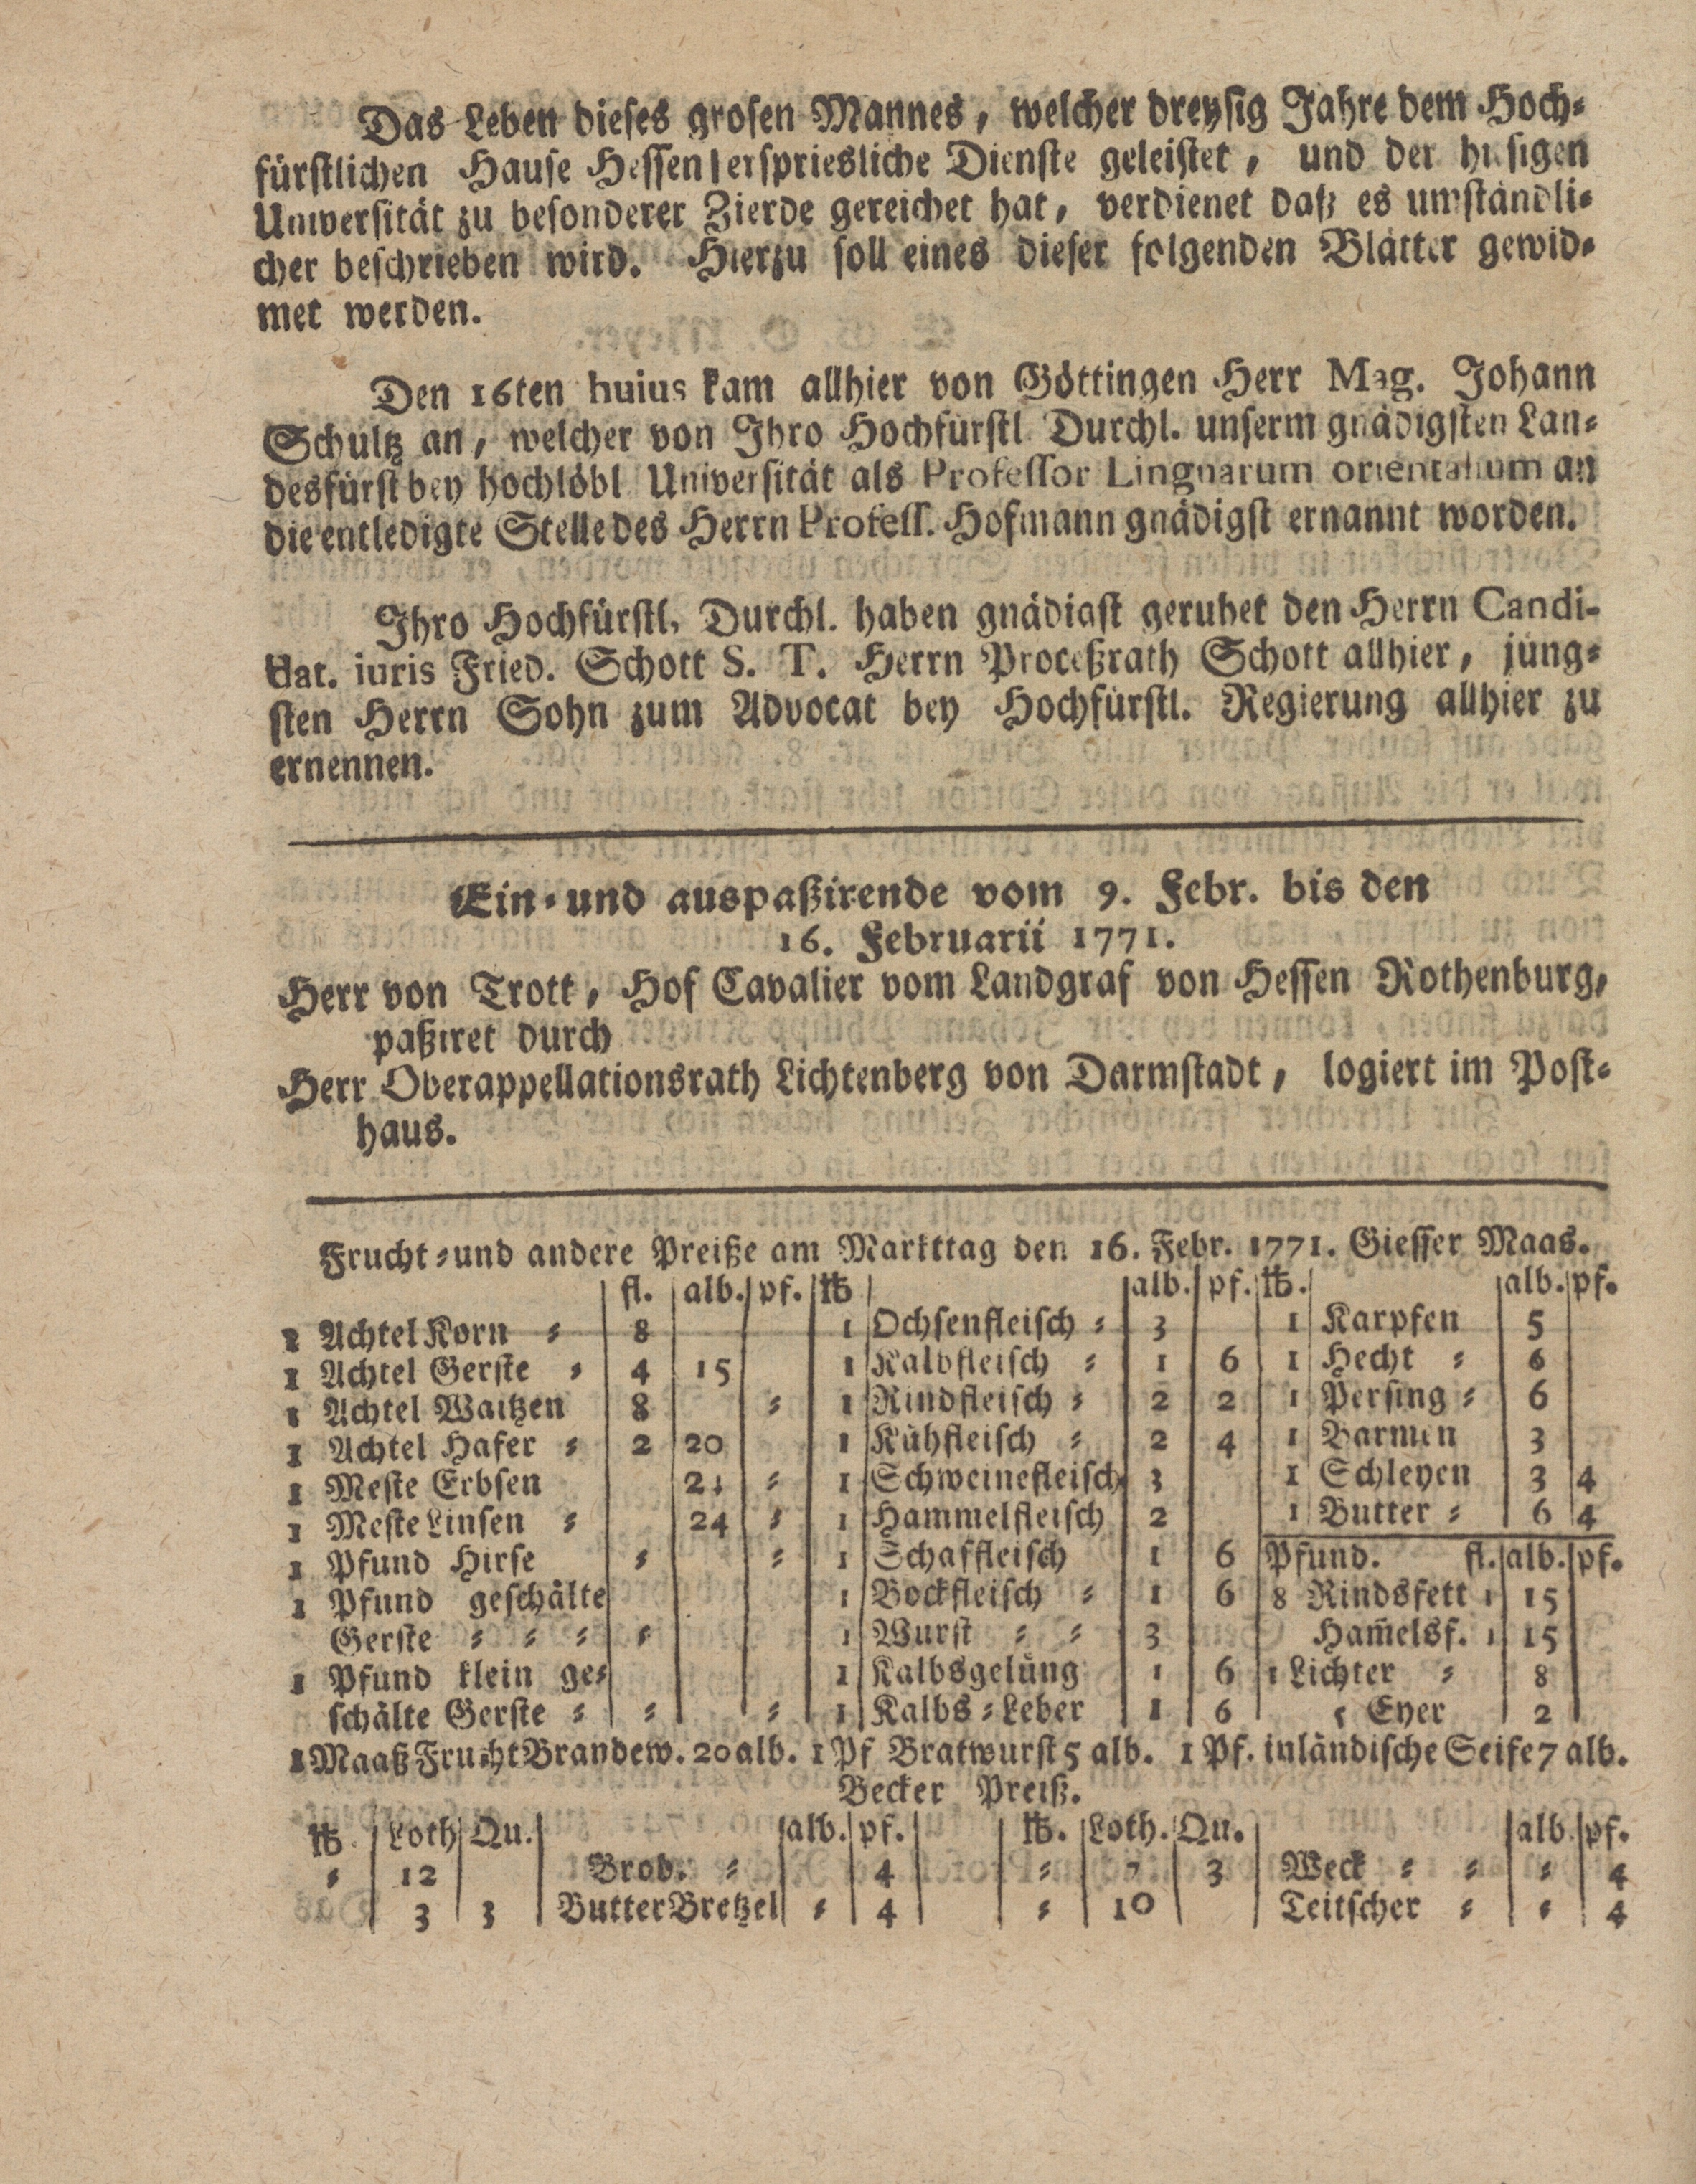 Das Leben dieses grosen Mannes, welcher dreysig Jahre dem Hoch-
fürstlichen Hause Hessen erspriesliche Dienste geleistet, und der hiesigen
Universität zu besonderer Zierde gereichet hat, verdienet daß es umständli-
cher beschrieben wird. Hierzu soll eines dieser folgenden Blätter gewid-
met werden.
Den 16ten huius kam allhier von Göttingen Herr Mag. Johann
Schultz an, welcher von Ihro Hochfürstl. Durchl. unserm gnädigsten Lan-
desfürst bey hochlöbl. Universität als Professor Linguarum orientalium an
die entledigte Stelle des Herrn Profess. Hofmann gnädigst ernannt worden.
Ihro Hochfürstl. Durchl. haben gnädigst geruhet den Herrn Candi-
dat. iuris Fried. Schott S. T. Herrn Proceßrath Schott allhier, jüng-
sten Herrn Sohn zum Advocat bey Hochfürstl. Regierung allhier zu
ernennen.
Ein- und auspaßirende vom 9. Febr. bis den
16. Februarii 1771.
Herr von Trott, Hof Cavalier vom Landgraf von Hessen Rothenburg,
paßiret durch
Herr Oberappellationsrath Lichtenberg von Darmstadt, logiert im Post-
haus.
Frucht- und andere Preiße am Markttag den 16. Febr. 1771. Giesser Maas.
fl. alb. pf. ℔ alb. pf. ℔. alb. pf.
1 Achtel Korn - 8 1 Ochsenfleisch - 3 1 Karpfen 5
1 Achtel Gerste - 4 15 1 Kalbfleisch - 1 6 1 Hecht - 6
1 Achtel Waitzen 8 - 1 Rindfleisch - 2 2 1 Persing - 6
1 Achtel Hafer - 2 20 1 Kühfleisch - 2 4 1 Barmen 3
1 Meste Erbsen 21 - 1 Schweinefleisch 3 1 Schleyen 3 4
1 Meste Linsen - 24 - 1 Hammelfleisch 2 1 Butter - 6 4
1 Pfund Hirse - - 1 Schaffleisch 1 6 Pfund. fl. alb. pf.
1 Pfund geschälte 1 Bockfleisch - 1 6 8 Rindsfett 1 15
Gerste - - - - 1 Wurst - - 3 Ham̃elsf. 1 15
1 Pfund klein ge- 1 Kalbsgelüng 1 6 1 Lichter - 8
schälte Gerste - - - 1 Kalbs-Leber 1 6 Eyer 2
1 Maaß Frucht Brandew. 20 alb. 1 Pf Bratwurst 5 alb. 1 Pf. inländische Seife 7 alb.
Becker Preiß.
℔ Loth Qu. alb. pf. ℔. Loth. Qu. alb. pf.
- 12 Brod. - 4 - 7 3 Weck - - - 4
3 3 Butter Bretzel - 4 - 10 Teitscher - - 4